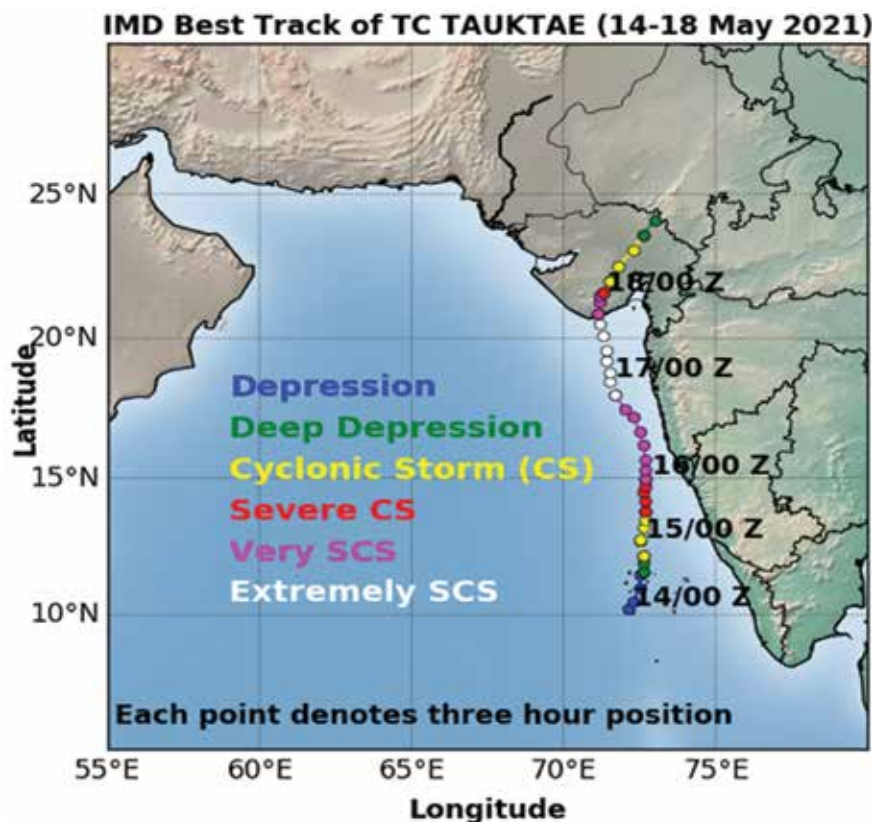 IMD Best Track of TC TAUKTAE (14-18 May 2021)
25°N
18/00 Z
20°N
17/00 Z
Latitude
Depression
Deep Depression
Cyclonic Storm (CS)
16/00 Z
15°N
Severe CS
15/00 Z
Very SCS
Extremely SCS
14/00 Z
10°N
Each point denotes three hour position
55°E 60°E 65°E 70°E 75°E
Longitude